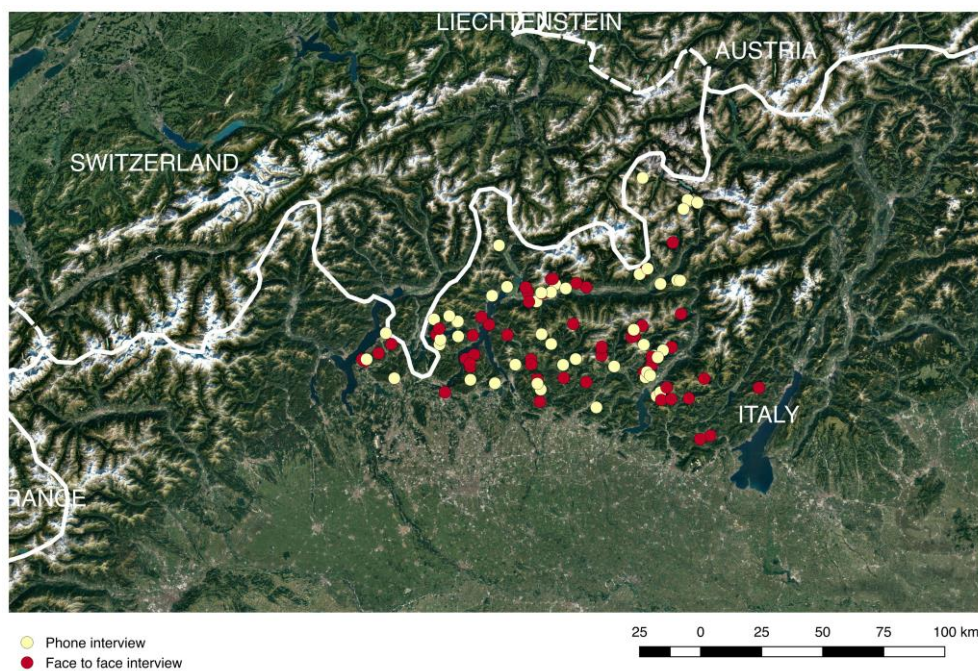 LIECHTENSTEIN
AUSTRIA
SWITZERLAND
ITALY
RANCE
Phone interview
Face to face interview
25 0 25 50 75 100 km